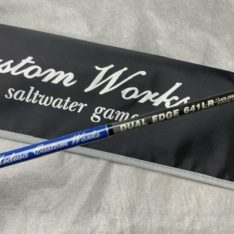 Custom Works
saltwater game
DUAL EDGE 641LR
Custom Works